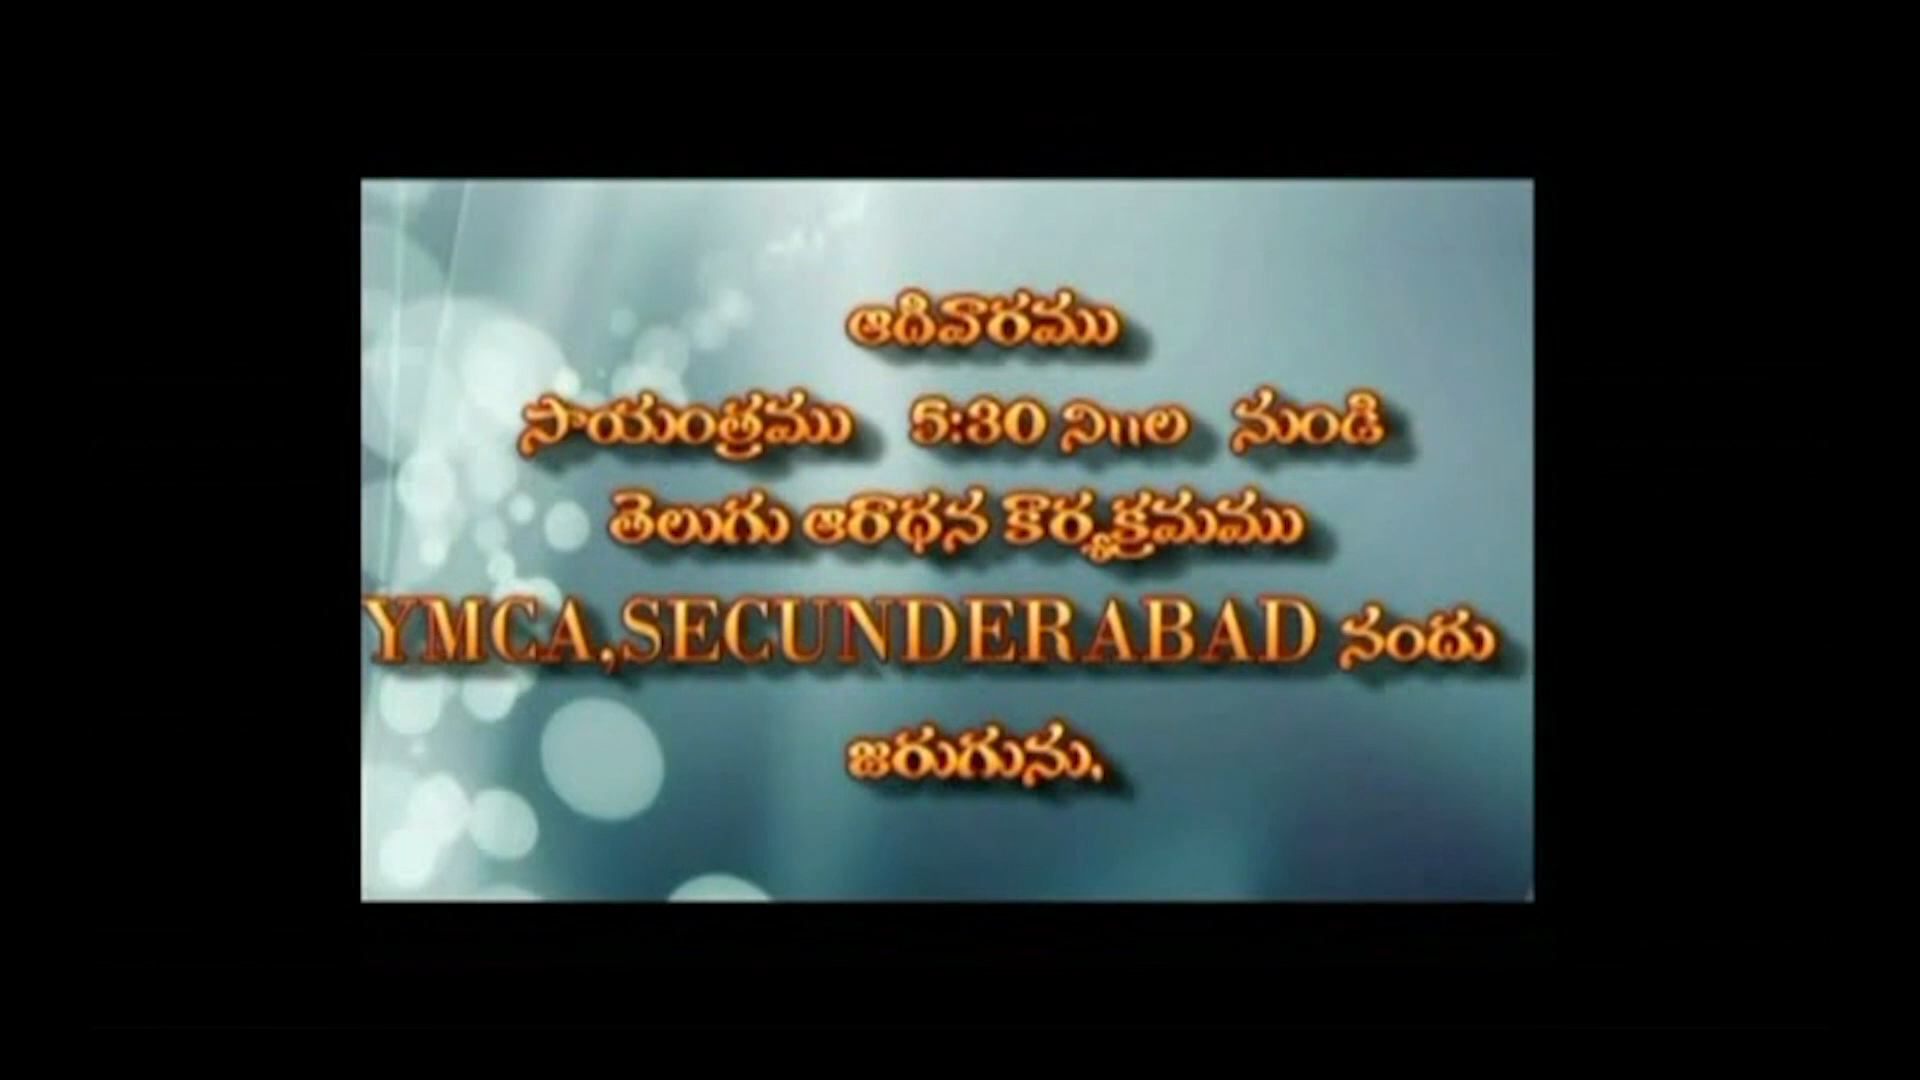 ఆదివారము
సాయంత్రము 5:30 ని॥ల నుండి
తెలుగు ఆరాధన కార్యక్రమము
YMCA,SECUNDERABAD నందు
జరుగును.